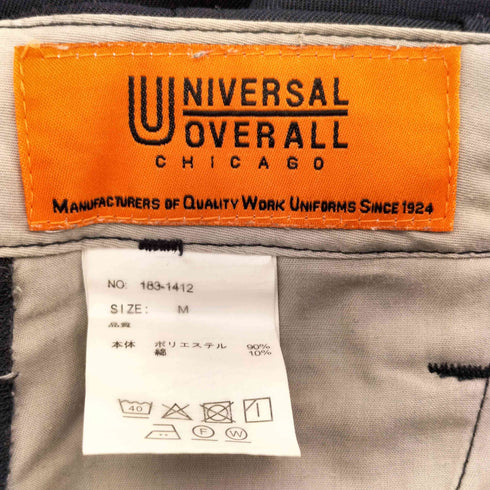 UNIVERSAL
OVERALL
CHICAGO
MANUFACTURERS OF QUALITY WORK UNIFORMS SINCE 1924
NO: 183-1412
SIZE: M
品質
本体 ポリエステル 90%
綿 10%
40
F W